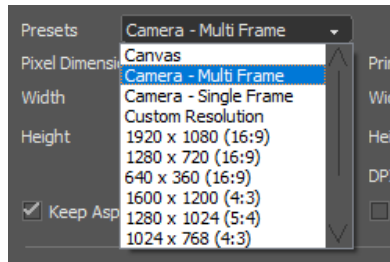 Presets Camera - Multi Frame
Canvas
Camera - Multi Frame
Camera - Single Frame
Custom Resolution
1920 x 1080 (16:9)
1280 x 720 (16:9)
640 x 360 (16:9)
1600 x 1200 (4:3)
1280 x 1024 (5:4)
1024 x 768 (4:3)
Pixel Dimensi
Width
Height
Keep Asp
Pri
Wi
Hei
DP